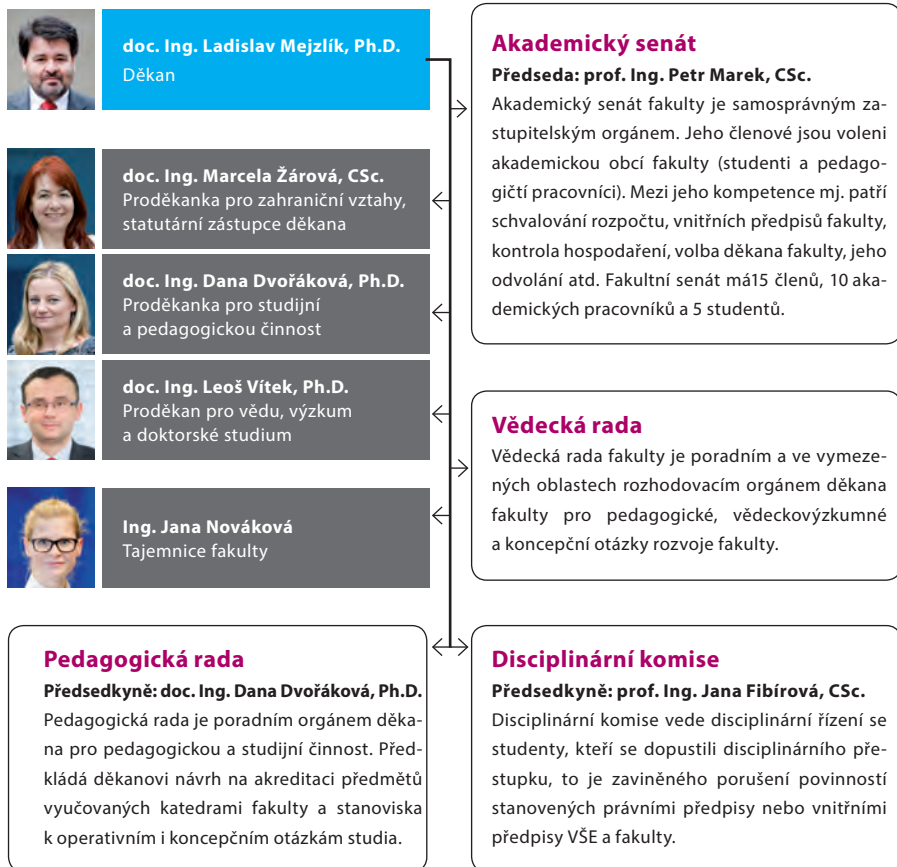 doc. Ing. Ladislav Mejzlík, Ph.D.
Děkan
doc. Ing. Marcela Žárová, CSc.
Proděkanka pro zahraniční vztahy,
statutární zástupce děkana
doc. Ing. Dana Dvořáková, Ph.D.
Proděkanka pro studijní
a pedagogickou činnost
doc. Ing. Leoš Vítek, Ph.D.
Proděkan pro vědu, výzkum
a doktorské studium
Ing. Jana Nováková
Tajemnice fakulty
Akademický senát
Předseda: prof. Ing. Petr Marek, CSc.
Akademický senát fakulty je samosprávným za-
stupitelským orgánem. Jeho členové jsou voleni
akademickou obcí fakulty (studenti a pedago-
gičtí pracovníci). Mezi jeho kompetence mj. patří
schvalování rozpočtu, vnitřních předpisů fakulty,
kontrola hospodaření, volba děkana fakulty, jeho
odvolání atd. Fakultní senát má15 členů, 10 aka-
demických pracovníků a 5 studentů.
Vědecká rada
Vědecká rada fakulty je poradním a ve vymeze-
ných oblastech rozhodovacím orgánem děkana
fakulty pro pedagogické, vědeckovýzkumné
a koncepční otázky rozvoje fakulty.
Pedagogická rada
Předsedkyně: doc. Ing. Dana Dvořáková, Ph.D.
Pedagogická rada je poradním orgánem děka-
na pro pedagogickou a studijní činnost. Před-
kládá děkanovi návrh na akreditaci předmětů
vyučovaných katedrami fakulty a stanoviska
k operativním i koncepčním otázkám studia.
Disciplinární komise
Předsedkyně: prof. Ing. Jana Fibírová, CSc.
Disciplinární komise vede disciplinární řízení se
studenty, kteří se dopustili disciplinárního pře-
stupku, to je zaviněného porušení povinností
stanovených právními předpisy nebo vnitřními
předpisy VŠE a fakulty.